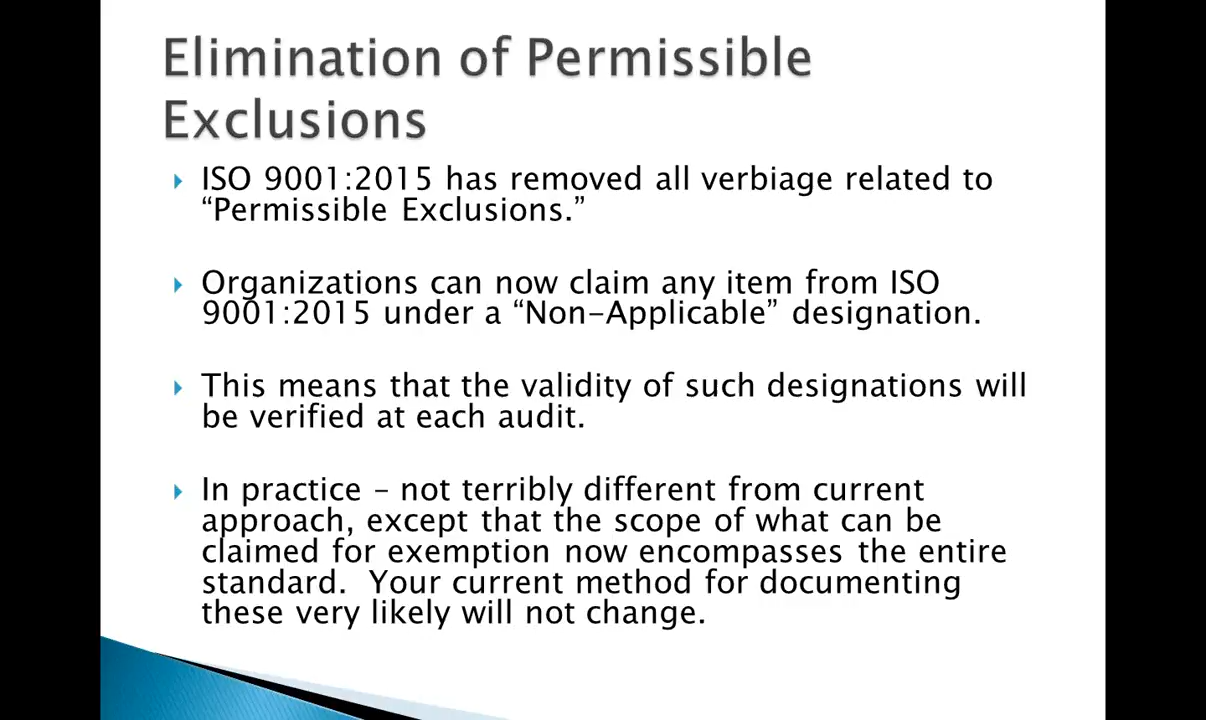 Elimination of Permissible
Exclusions
ISO 9001:2015 has removed all verbiage related to
“Permissible Exclusions.”
Organizations can now claim any item from ISO
9001:2015 under a “Non-Applicable” designation.
This means that the validity of such designations will
be verified at each audit.
In practice – not terribly different from current
approach, except that the scope of what can be
claimed for exemption now encompasses the entire
standard.  Your current method for documenting
these very likely will not change.